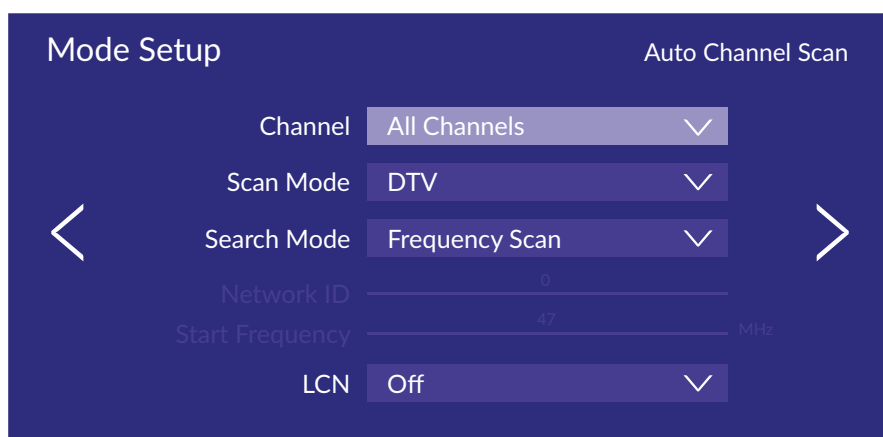 Mode Setup
Auto Channel Scan
Channel All Channels
Scan Mode DTV
Search Mode Frequency Scan
Network ID 0
Start Frequency 47 MHz
LCN Off